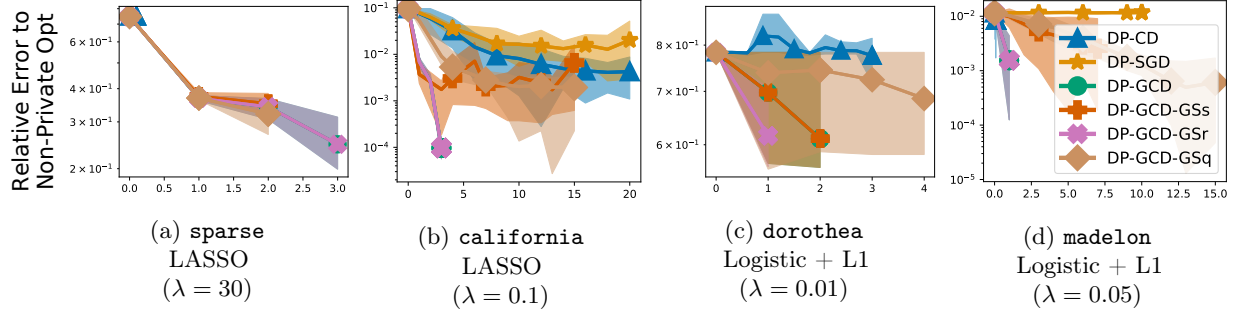 Relative Error to
Non-Private Opt
6 × 10⁻¹
4 × 10⁻¹
3 × 10⁻¹
2 × 10⁻¹
0.0 0.5 1.0 1.5 2.0 2.5 3.0
10⁻¹
10⁻²
10⁻³
10⁻⁴
0 5 10 15 20
8 × 10⁻¹
7 × 10⁻¹
6 × 10⁻¹
0 1 2 3 4
10⁻²
10⁻³
10⁻⁴
10⁻⁵
0.0 2.5 5.0 7.5 10.0 12.5 15.0
DP-CD
DP-SGD
DP-GCD
DP-GCD-GSs
DP-GCD-GSr
DP-GCD-GSq
(a) sparse
LASSO
(λ = 30)
(b) california
LASSO
(λ = 0.1)
(c) dorothea
Logistic + L1
(λ = 0.01)
(d) madelon
Logistic + L1
(λ = 0.05)